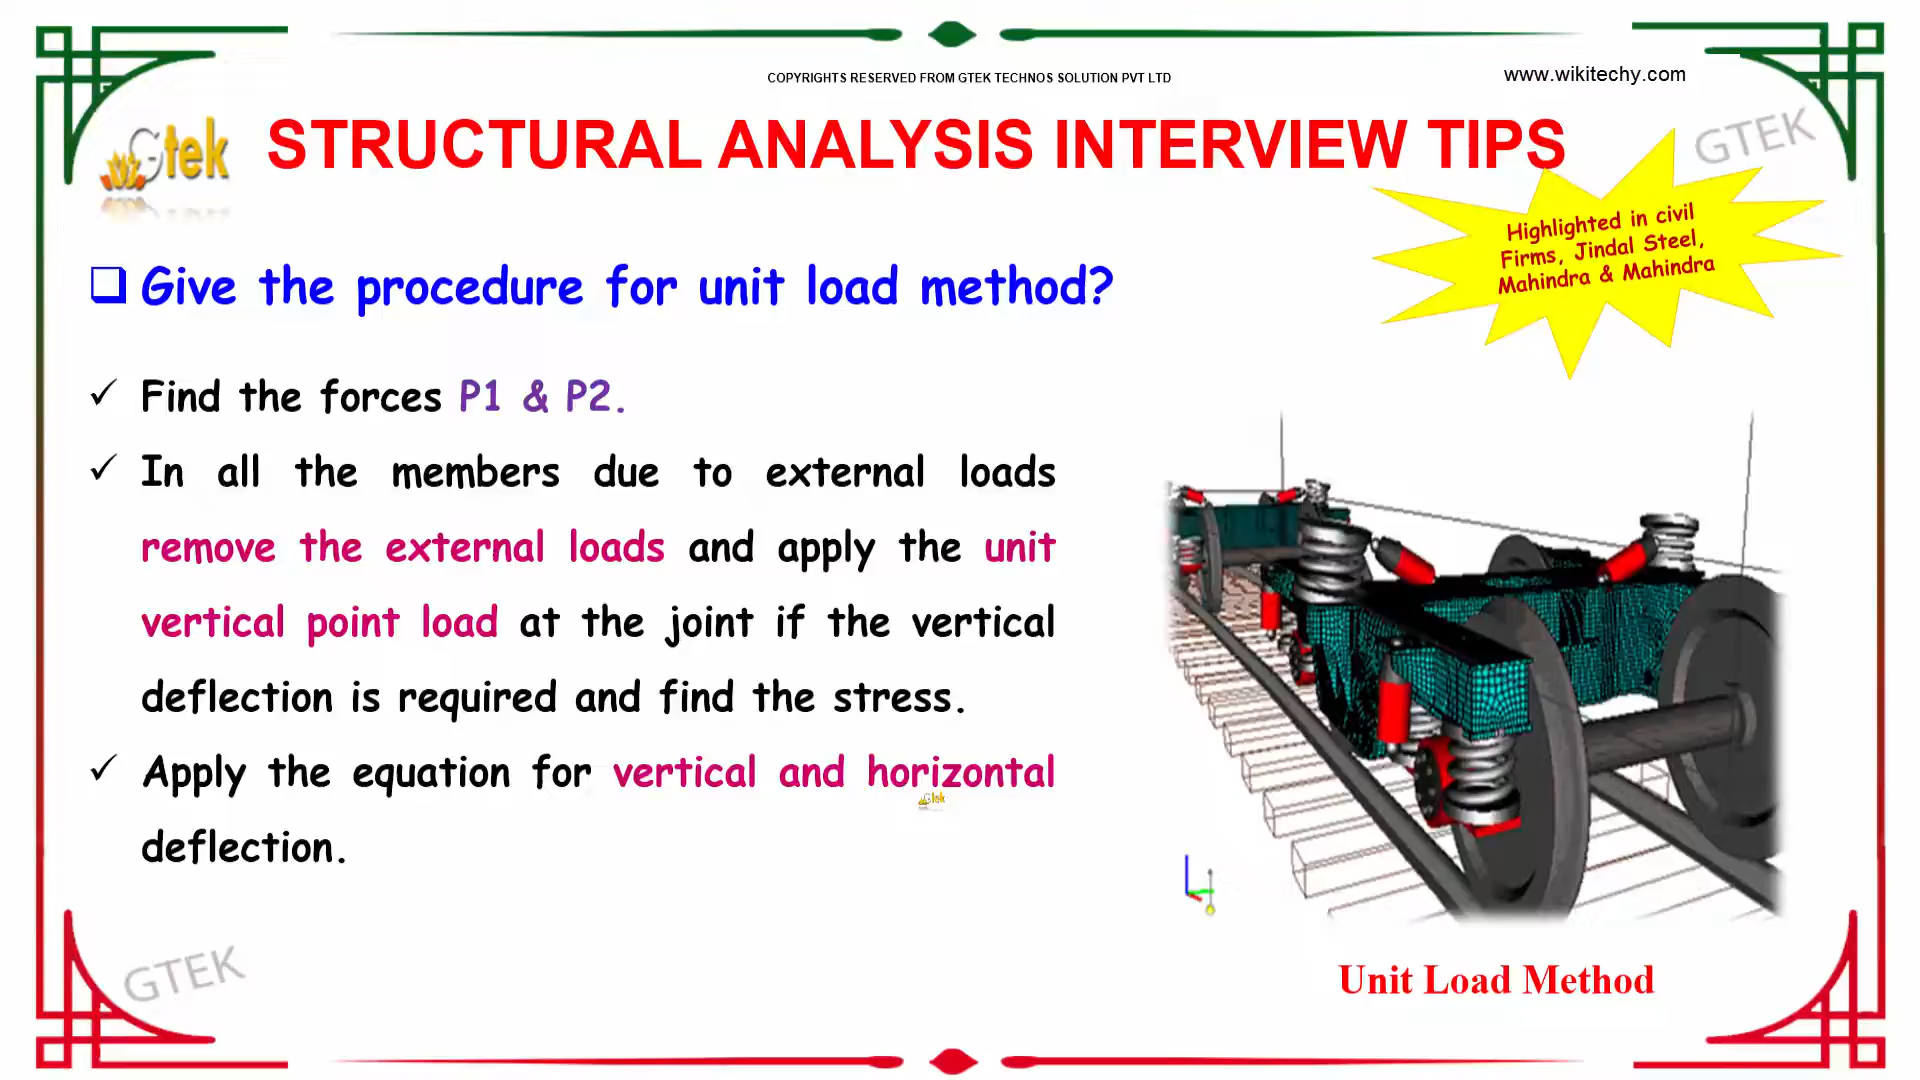 COPYRIGHTS RESERVED FROM GTEK TECHNOS SOLUTION PVT LTD
www.wikitechy.com
Gtek
STRUCTURAL ANALYSIS INTERVIEW TIPS
GTEK
Highlighted in civil
Firms, Jindal Steel,
Mahindra & Mahindra
Give the procedure for unit load method?
Find the forces P1 & P2.
In all the members due to external loads
remove the external loads and apply the unit
vertical point load at the joint if the vertical
deflection is required and find the stress.
Apply the equation for vertical and horizontal
Gtek
deflection.
GTEK
Unit Load Method